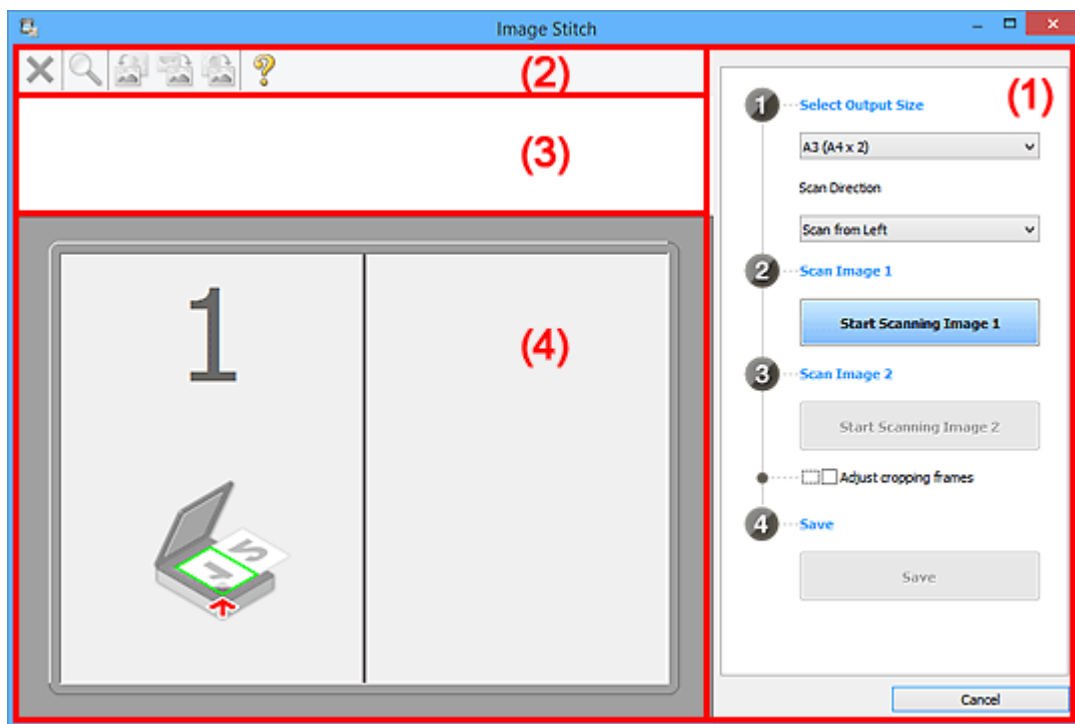 Image Stitch
(2)
(3)
1
(4)
(1)
1 Select Output Size
A3 (A4 x 2)
Scan Direction
Scan from Left
2 Scan Image 1
Start Scanning Image 1
3 Scan Image 2
Start Scanning Image 2
Adjust cropping frames
4 Save
Save
Cancel